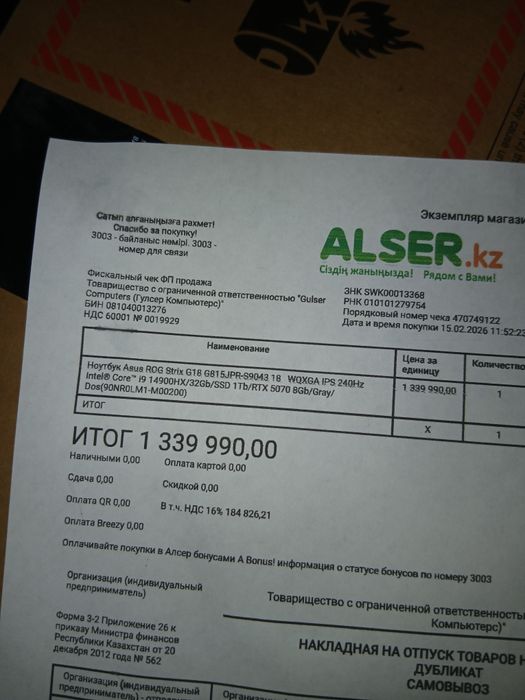 Сатып алғаныңызға рахмет!
Спасибо за покупку!
3003 - байланыс нөмірі. 3003 -
номер для связи
Экземпляр магази
ALSER.kz
Сіздің жаныңызда! Рядом с Вами!
Фискальный чек ФП продажа
Товарищество с ограниченной ответственностью "Gulser
Computers (Гулсер Компьютерс)"
БИН 081040013276
НДС 60001 № 0019929
ЗНК SWK00013368
РНК 010101279754
Порядковый номер чека 470749122
Дата и время покупки 15.02.2026 11:52:2
Наименование
Цена за
единицу
Количество
Ноутбук Asus ROG Strix G18 G815JPR-S9043 18 WQXGA IPS 240Hz
Intel® Core™ i9 14900HX/32Gb/SSD 1Tb/RTX 5070 8Gb/Gray/
Dos(90NR0LM1-M00200)
1 339 990,00
1
ИТОГ
X
1
ИТОГ 1 339 990,00
Наличными 0,00 Оплата картой 0,00
Сдача 0,00 Скидкой 0,00
Оплата QR 0,00 В т.ч. НДС 16% 184 826,21
Оплата Breezy 0,00
Оплачивайте покупки в Алсер бонусами A Bonus! информация о статусе бонусов по номеру 3003
Организация (индивидуальный
предприниматель)
Товарищество с ограниченной ответственностью
Компьютерс)"
Форма З-2 Приложение 26 к
приказу Министра финансов
Республики Казахстан от 20
декабря 2012 года № 562
НАКЛАДНАЯ НА ОТПУСК ТОВАРОВ Н
ДУБЛИКАТ
САМОВЫВОЗ
Организация (индивидуальный